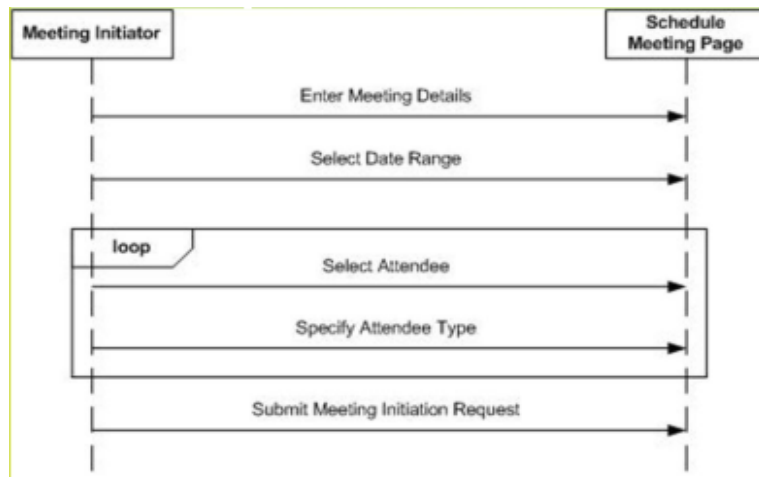 Meeting Initiator
Schedule
Meeting Page
Enter Meeting Details
Select Date Range
loop
Select Attendee
Specify Attendee Type
Submit Meeting Initiation Request